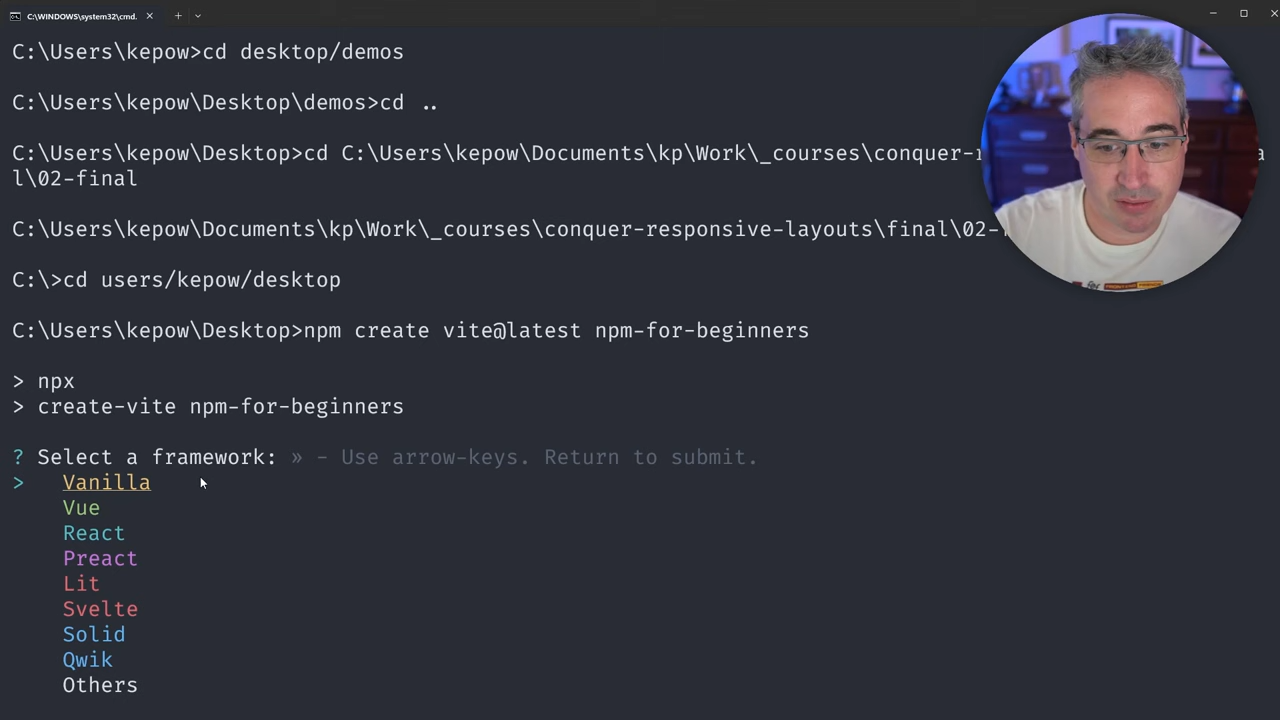 C:\WINDOWS\system32\cmd.
C:\Users\kepow>cd desktop/demos
C:\Users\kepow\Desktop\demos>cd ..
C:\Users\kepow\Desktop>cd C:\Users\kepow\Documents\kp\Work\_courses\conquer-
l\02-final
C:\Users\kepow\Documents\kp\Work\_courses\conquer-responsive-layouts\final\02-
C:\>cd users/kepow/desktop
C:\Users\kepow\Desktop>npm create vite@latest npm-for-beginners
> npx
> create-vite npm-for-beginners
? Select a framework: » - Use arrow-keys. Return to submit.
> Vanilla
Vue
React
Preact
Lit
Svelte
Solid
Qwik
Others